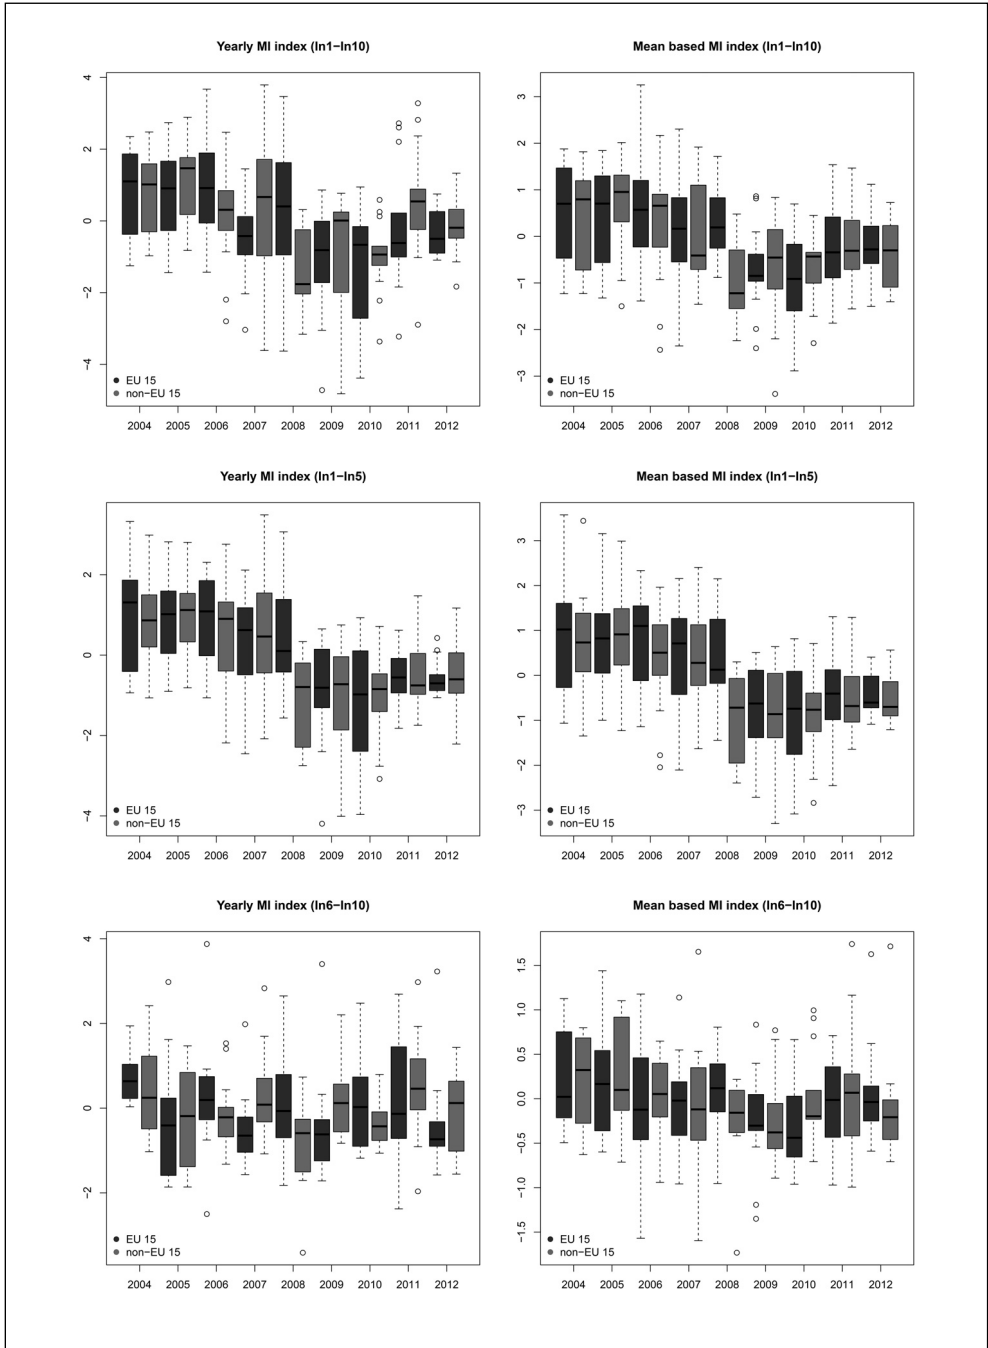 Yearly MI index (In1−In10)
4
2
0
−2
−4
EU 15
non−EU 15
2004 2005 2006 2007 2008 2009 2010 2011 2012
Mean based MI index (In1−In10)
3
2
1
0
−1
−2
−3
EU 15
non−EU 15
2004 2005 2006 2007 2008 2009 2010 2011 2012
Yearly MI index (In1−In5)
2
0
−2
−4
EU 15
non−EU 15
2004 2005 2006 2007 2008 2009 2010 2011 2012
Mean based MI index (In1−In5)
3
2
1
0
−1
−2
−3
EU 15
non−EU 15
2004 2005 2006 2007 2008 2009 2010 2011 2012
Yearly MI index (In6−In10)
4
2
0
−2
EU 15
non−EU 15
2004 2005 2006 2007 2008 2009 2010 2011 2012
Mean based MI index (In6−In10)
1.5
1.0
0.5
0.0
−0.5
−1.0
−1.5
EU 15
non−EU 15
2004 2005 2006 2007 2008 2009 2010 2011 2012